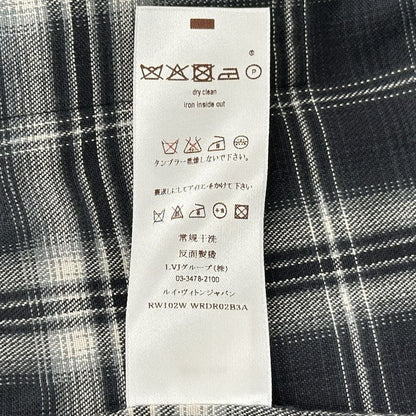 ®
P
dry clean
iron inside out
タンブラー乾燥しないで下さい。
裏返しにしてアイロンをかけて下さい。
常規干洗
反面熨燙
LVJグループ(株)
03-3478-2100
ルイ・ヴィトンジャパン
RW102W WRDR02B3A